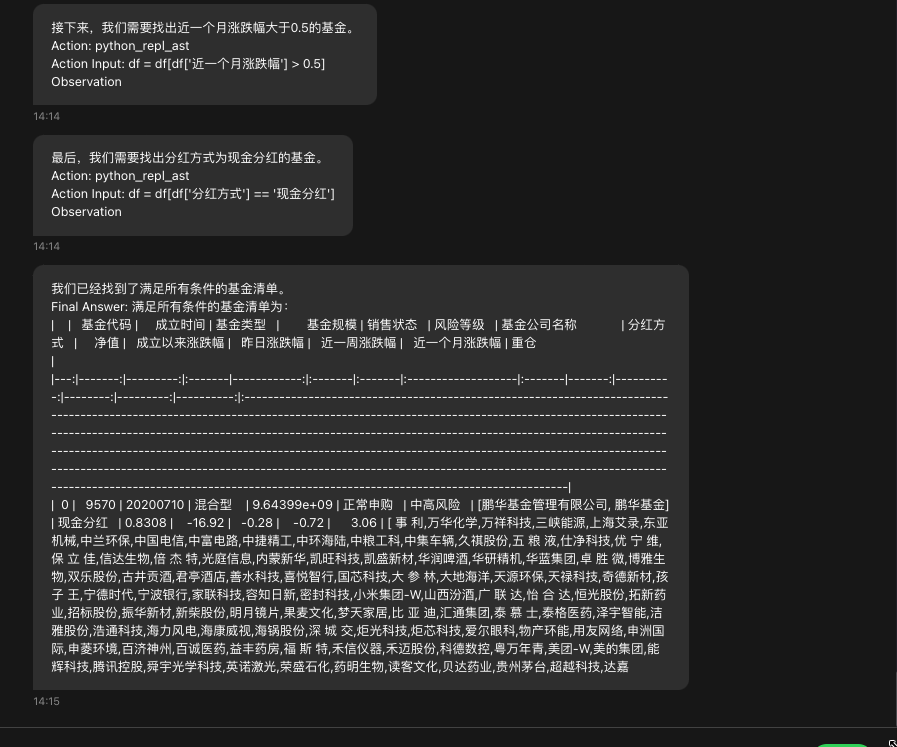 接下来，我们需要找出近一个月涨跌幅大于0.5的基金。
Action: python_repl_ast
Action Input: df = df[df['近一个月涨跌幅'] > 0.5]
Observation
14:14
最后，我们需要找出分红方式为现金分红的基金。
Action: python_repl_ast
Action Input: df = df[df['分红方式'] == '现金分红']
Observation
14:14
我们已经找到了满足所有条件的基金清单。
Final Answer: 满足所有条件的基金清单为：
|    |   基金代码 |     成立时间 | 基金类型   |        基金规模 | 销售状态   | 风险等级   | 基金公司名称             | 分红方
式   |     净值 |   成立以来涨跌幅 |   昨日涨跌幅 |   近一周涨跌幅 |   近一个月涨跌幅 | 重仓
|
|---:|-------:|---------:|:-------|------------:|:-------|:-------|:-------------------|:-------|-------:|---------
-:|--------:|---------:|----------:|:-------------------------------------------------------------------
-----------------------------------------------------------------------------------------
-----------------------------------------------------------------------------------------
-----------------------------------------------------------------------------------------
-----------------------------------------------------------------------------------------
---------------------------------------------------------------------------|
|  0 |   9570 | 20200710 | 混合型    | 9.64399e+09 | 正常申购   | 中高风险   | [鹏华基金管理有限公司, 鹏华基金]
| 现金分红   | 0.8308 |    -16.92 |   -0.28 |    -0.72 |      3.06 | [ 事 利,万华化学,万祥科技,三峡能源,上海艾录,东亚
机械,中兰环保,中国电信,中富电路,中捷精工,中环海陆,中粮工科,中集车辆,久祺股份,五 粮 液,仕净科技,优 宁 维,
保 立 佳,信达生物,倍 杰 特,光庭信息,内蒙新华,凯旺科技,凯盛新材,华润啤酒,华研精机,华蓝集团,卓 胜 微,博雅生
物,双乐股份,古井贡酒,君亭酒店,善水科技,喜悦智行,国芯科技,大 参 林,大地海洋,天源环保,天禄科技,奇德新材,孩
子 王,宁德时代,宁波银行,家联科技,容知日新,密封科技,小米集团-W,山西汾酒,广 联 达,怡 合 达,恒光股份,拓新药
业,招标股份,振华新材,新柴股份,明月镜片,果麦文化,梦天家居,比 亚 迪,汇通集团,泰 慕 士,泰格医药,泽宇智能,洁
雅股份,浩通科技,海力风电,海康威视,海锅股份,深 城 交,炬光科技,炬芯科技,爱尔眼科,物产环能,用友网络,申洲国
际,申菱环境,百济神州,百诚医药,益丰药房,福 斯 特,禾信仪器,禾迈股份,科德数控,粤万年青,美团-W,美的集团,能
辉科技,腾讯控股,舜宇光学科技,英诺激光,荣盛石化,药明生物,读客文化,贝达药业,贵州茅台,超越科技,达嘉
14:15